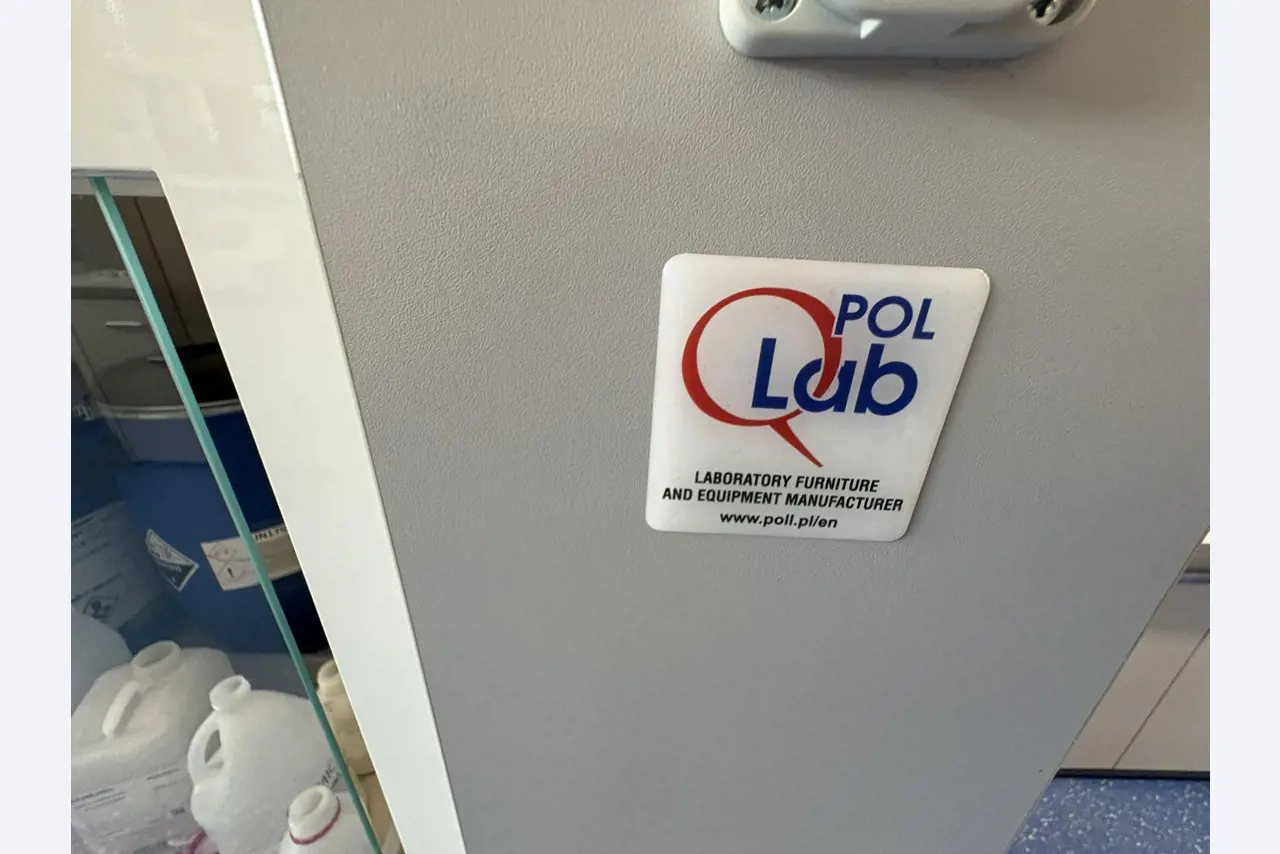 POL
Lab
LABORATORY FURNITURE
AND EQUIPMENT MANUFACTURER
www.poll.pl/en